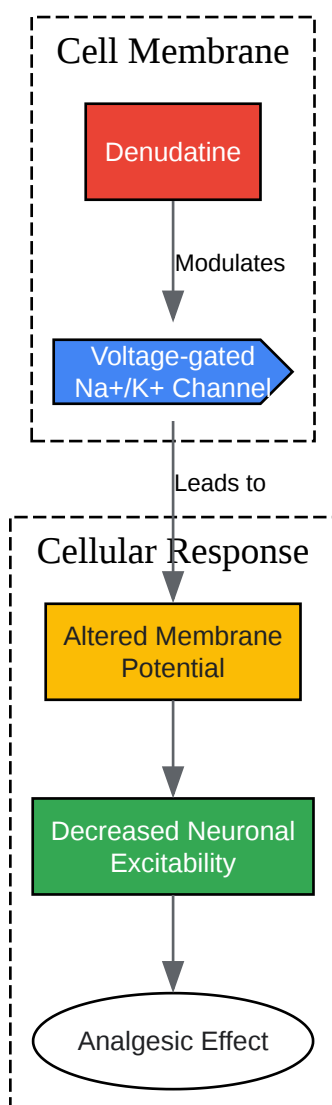 Cell Membrane
Denudatine
Modulates
Voltage-gated
Na+/K+ Channel
Leads to
Cellular Response
Altered Membrane
Potential
Decreased Neuronal
Excitability
Analgesic Effect